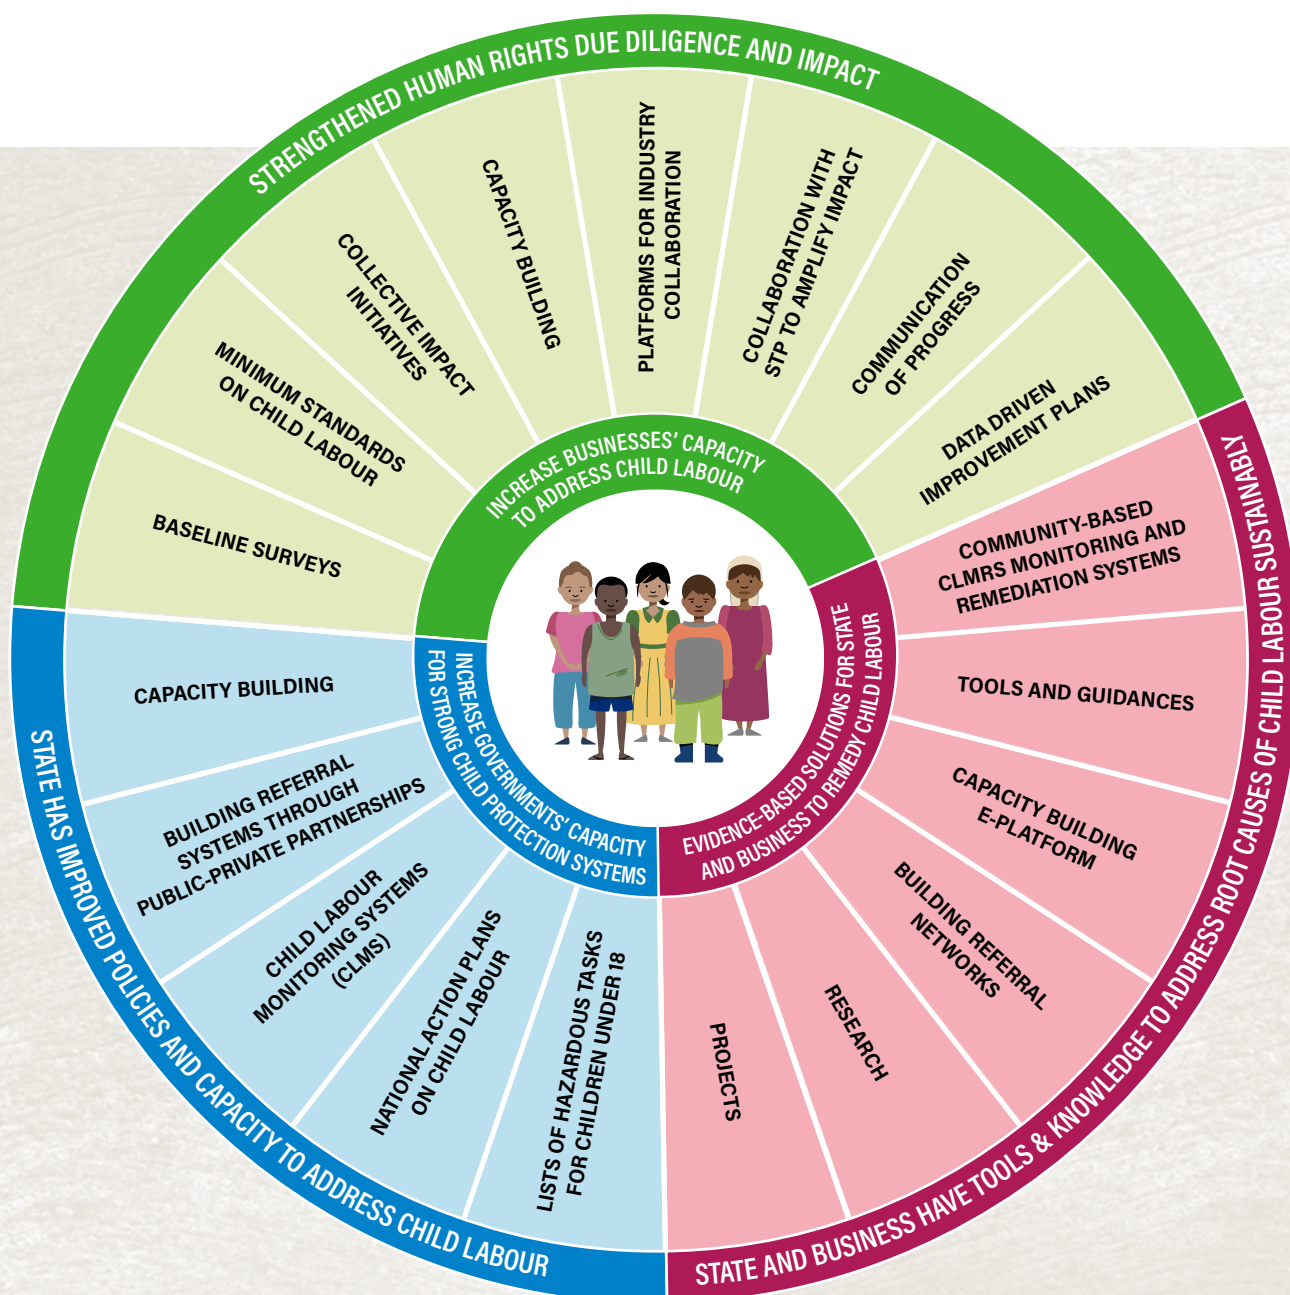 STRENGTHENED HUMAN RIGHTS DUE DILIGENCE AND IMPACT
BASELINE SURVEYS
MINIMUM STANDARDS
ON CHILD LABOUR
COLLECTIVE IMPACT
INITIATIVES
CAPACITY BUILDING
PLATFORMS FOR INDUSTRY
COLLABORATION
COLLABORATION WITH
STP TO AMPLIFY IMPACT
COMMUNICATION
OF PROGRESS
DATA DRIVEN
IMPROVEMENT PLANS
INCREASE BUSINESSES' CAPACITY
TO ADDRESS CHILD LABOUR
STATE AND BUSINESS HAVE TOOLS & KNOWLEDGE TO ADDRESS ROOT CAUSES OF CHILD LABOUR SUSTAINABLY
COMMUNITY-BASED
CLMRS MONITORING AND
REMEDIATION SYSTEMS
TOOLS AND GUIDANCES
CAPACITY BUILDING
E-PLATFORM
BUILDING REFERRAL
NETWORKS
RESEARCH
PROJECTS
EVIDENCE-BASED SOLUTIONS FOR STATE
AND BUSINESS TO REMEDY CHILD LABOUR
STATE HAS IMPROVED POLICIES AND CAPACITY TO ADDRESS CHILD LABOUR
CAPACITY BUILDING
BUILDING REFERRAL
SYSTEMS THROUGH
PUBLIC-PRIVATE PARTNERSHIPS
CHILD LABOUR
MONITORING SYSTEMS
(CLMS)
NATIONAL ACTION PLANS
ON CHILD LABOUR
LISTS OF HAZARDOUS TASKS
FOR CHILDREN UNDER 18
INCREASE GOVERNMENTS' CAPACITY
FOR STRONG CHILD PROTECTION SYSTEMS